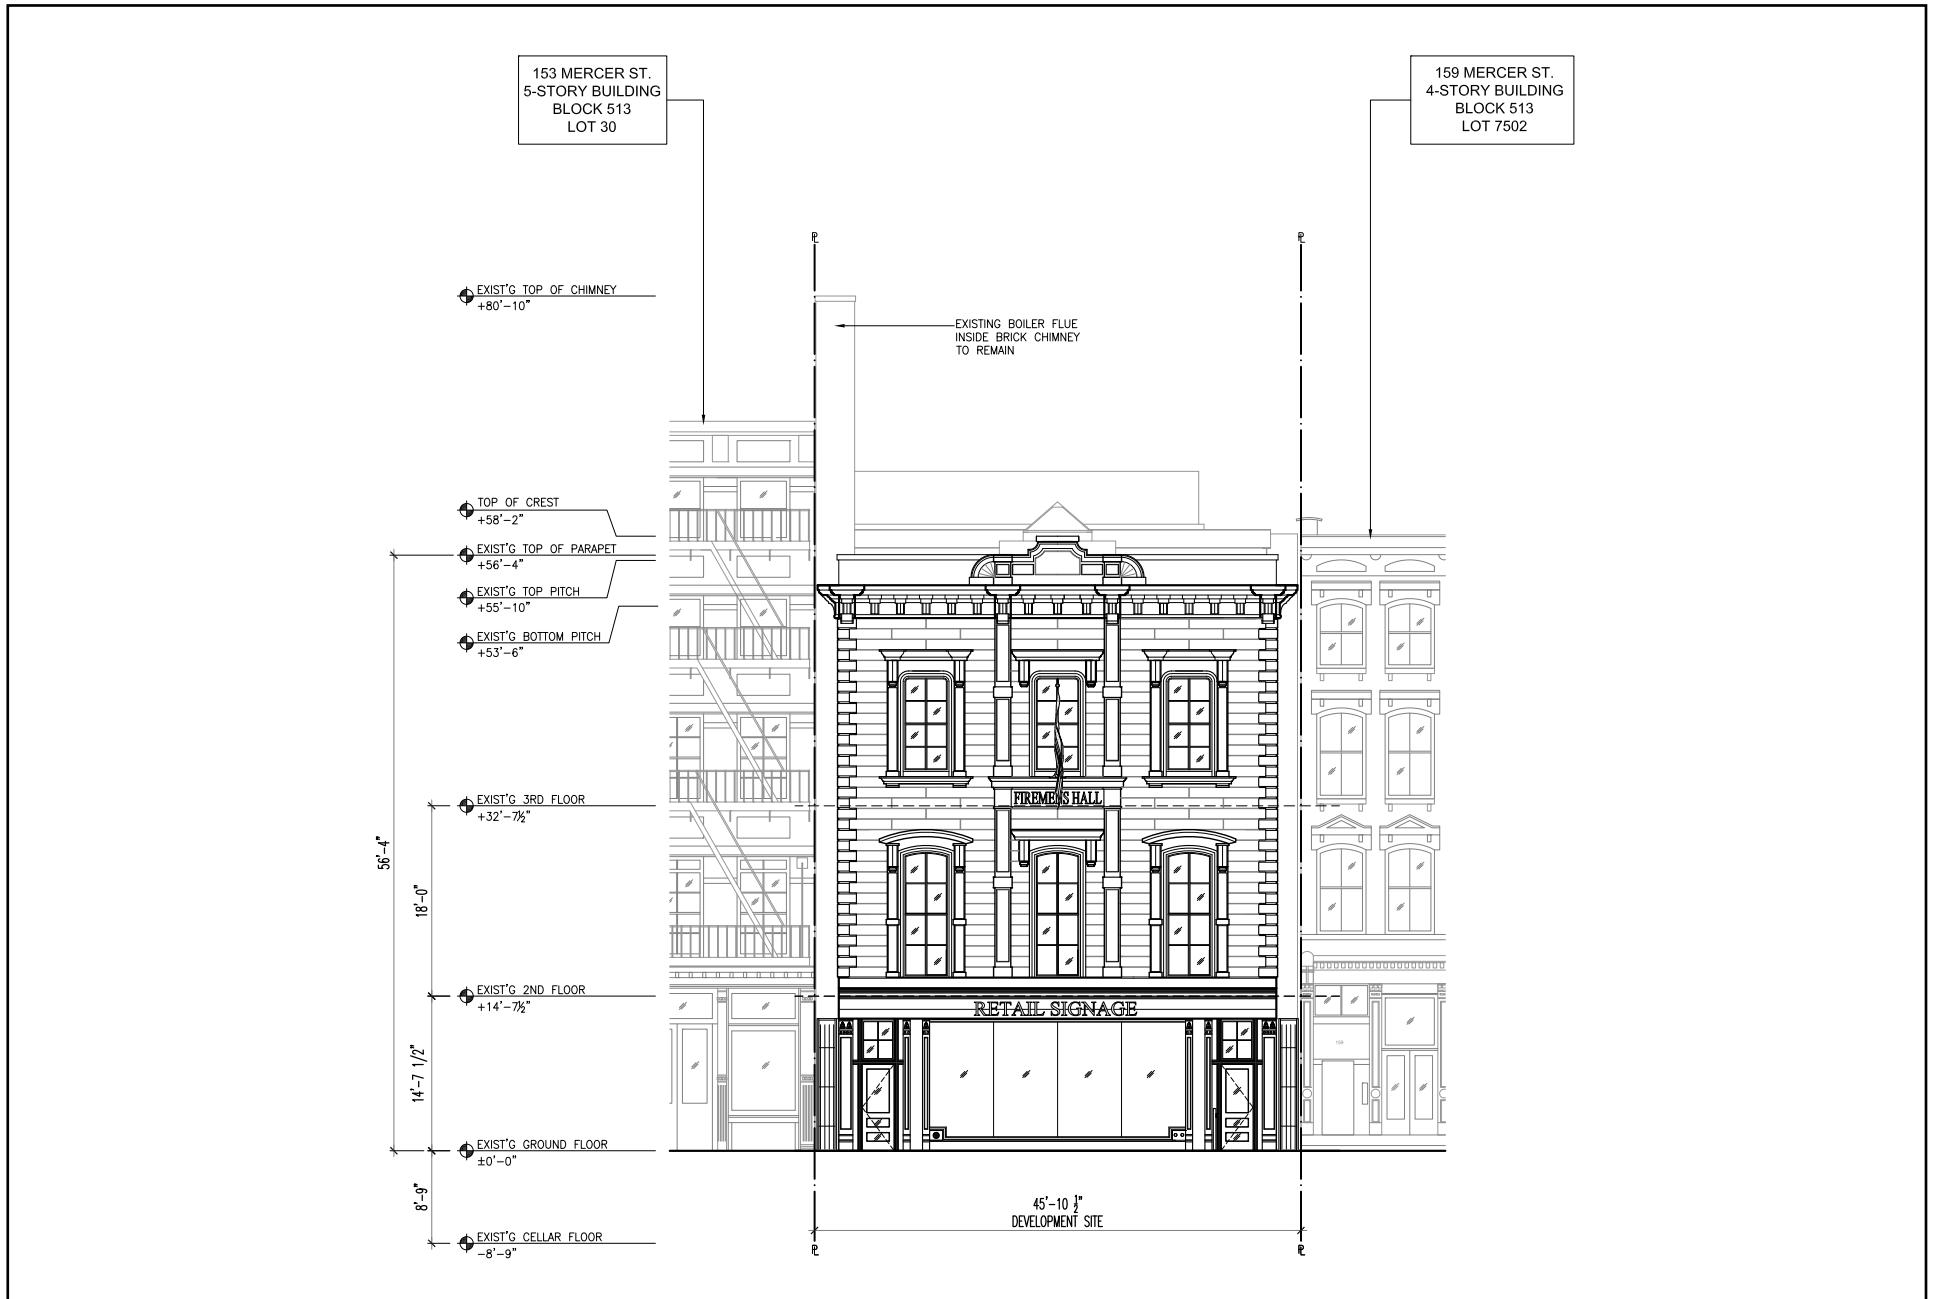 153 MERCER ST.
5-STORY BUILDING
BLOCK 513
LOT 30
159 MERCER ST.
4-STORY BUILDING
BLOCK 513
LOT 7502
℄
℄
EXIST'G TOP OF CHIMNEY
+80'-10"
EXISTING BOILER FLUE
INSIDE BRICK CHIMNEY
TO REMAIN
TOP OF CREST
+58'-2"
EXIST'G TOP OF PARAPET
+56'-4"
EXIST'G TOP PITCH
+55'-10"
EXIST'G BOTTOM PITCH
+53'-6"
EXIST'G 3RD FLOOR
+32'-7½"
FIREMENS HALL
56'-4"
18'-0"
EXIST'G 2ND FLOOR
+14'-7½"
RETAIL SIGNAGE
159
14'-7 1/2"
EXIST'G GROUND FLOOR
±0'-0"
8'-9"
45'-10 ½"
DEVELOPMENT SITE
EXIST'G CELLAR FLOOR
-8'-9"
℄
℄